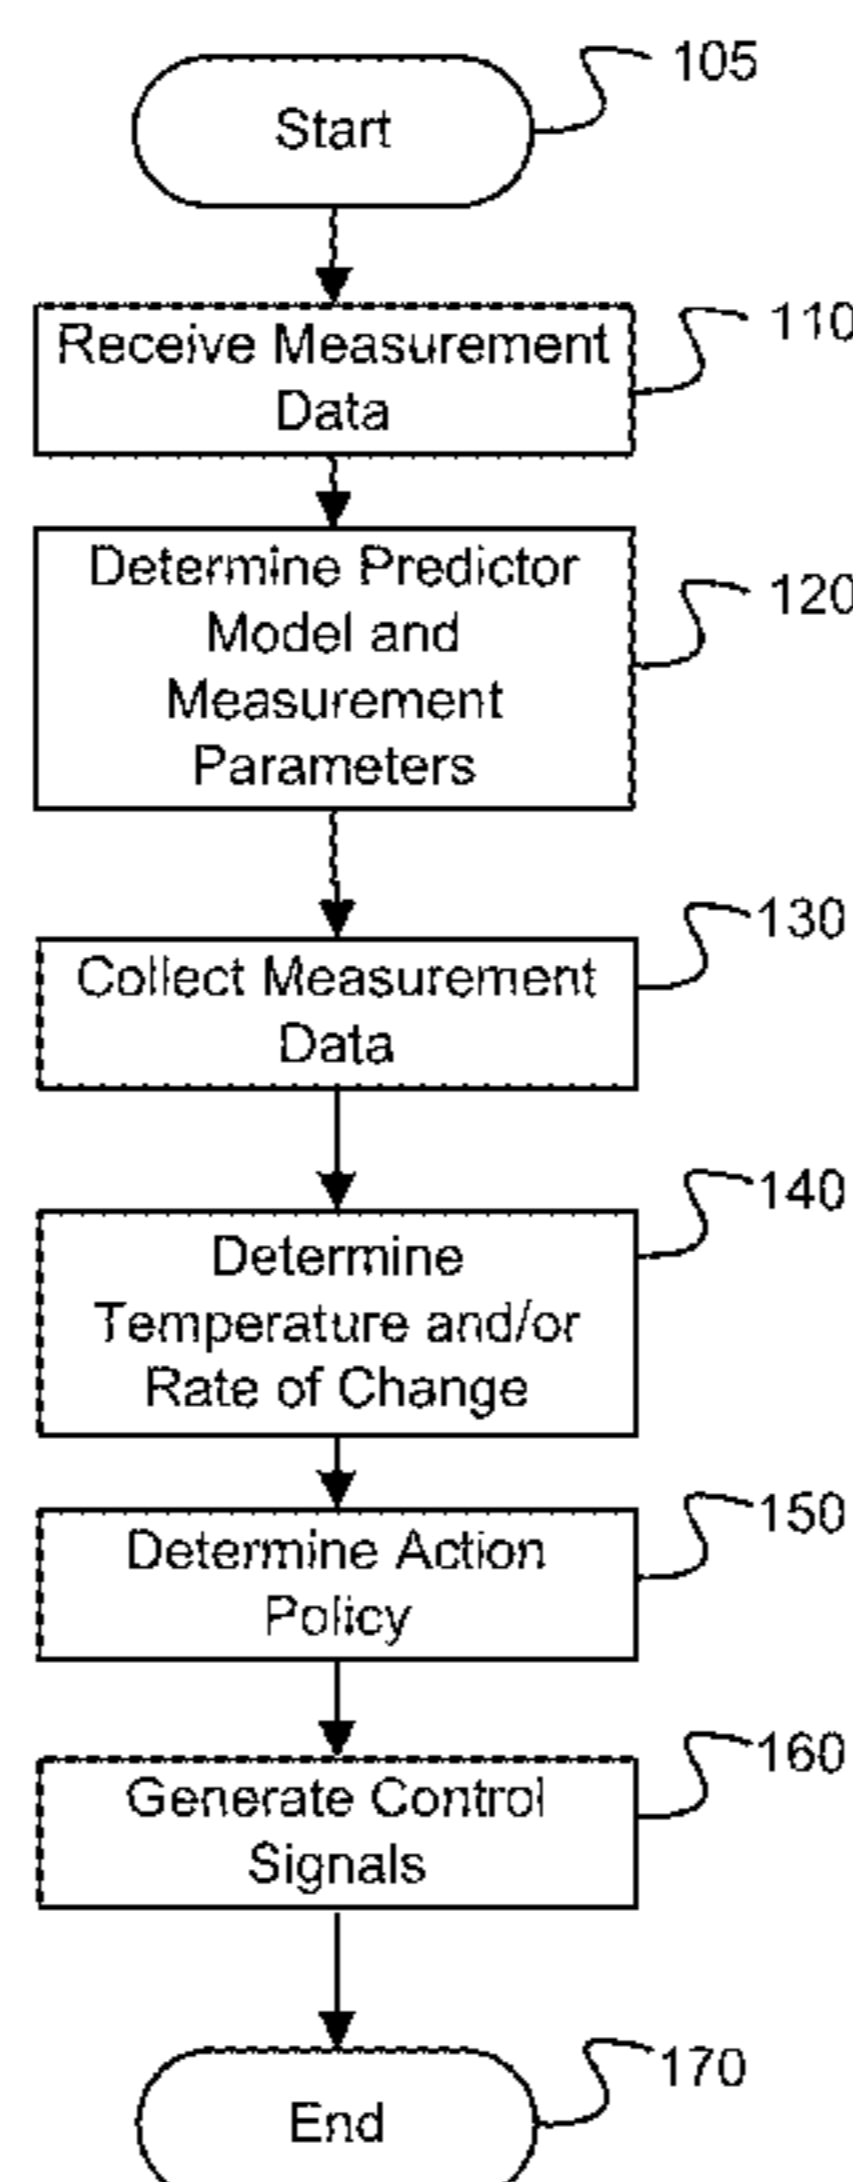 Start
105
Receive Measurement
Data
110
Determine Predictor
Model and
Measurement
Parameters
120
Collect Measurement
Data
130
Determine
Temperature and/or
Rate of Change
140
Determine Action
Policy
150
Generate Control
Signals
160
End
170